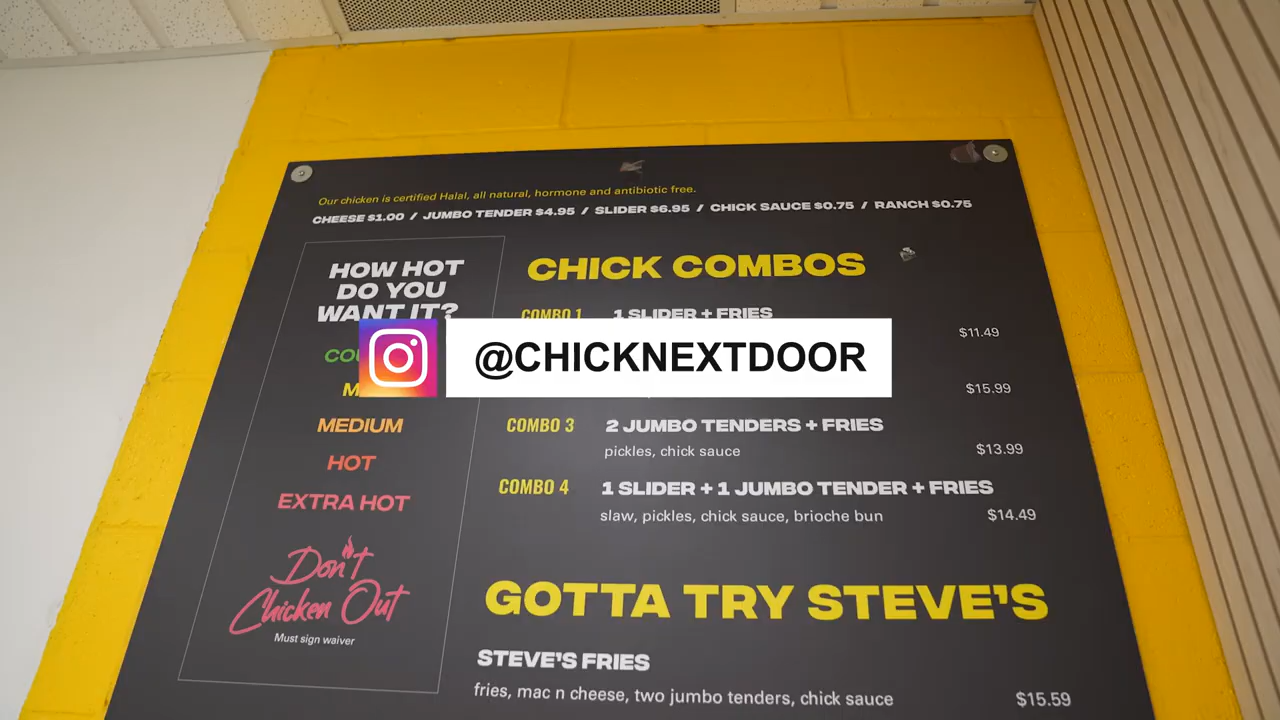 Our chicken is certified Halal, all natural, hormone and antibiotic free.
CHEESE $1.00 / JUMBO TENDER $4.95 / SLIDER $6.95 / CHICK SAUCE $0.75 / RANCH $0.75
HOW HOT
DO YOU
WANT IT?
MEDIUM
HOT
EXTRA HOT
Don't
Chicken Out
Must sign waiver
CHICK COMBOS
COMBO 1 1 SLIDER + FRIES
$11.49
@CHICKNEXTDOOR
$15.99
COMBO 3 2 JUMBO TENDERS + FRIES
pickles, chick sauce $13.99
COMBO 4 1 SLIDER + 1 JUMBO TENDER + FRIES
slaw, pickles, chick sauce, brioche bun $14.49
GOTTA TRY STEVE'S
STEVE'S FRIES
fries, mac n cheese, two jumbo tenders, chick sauce $15.59